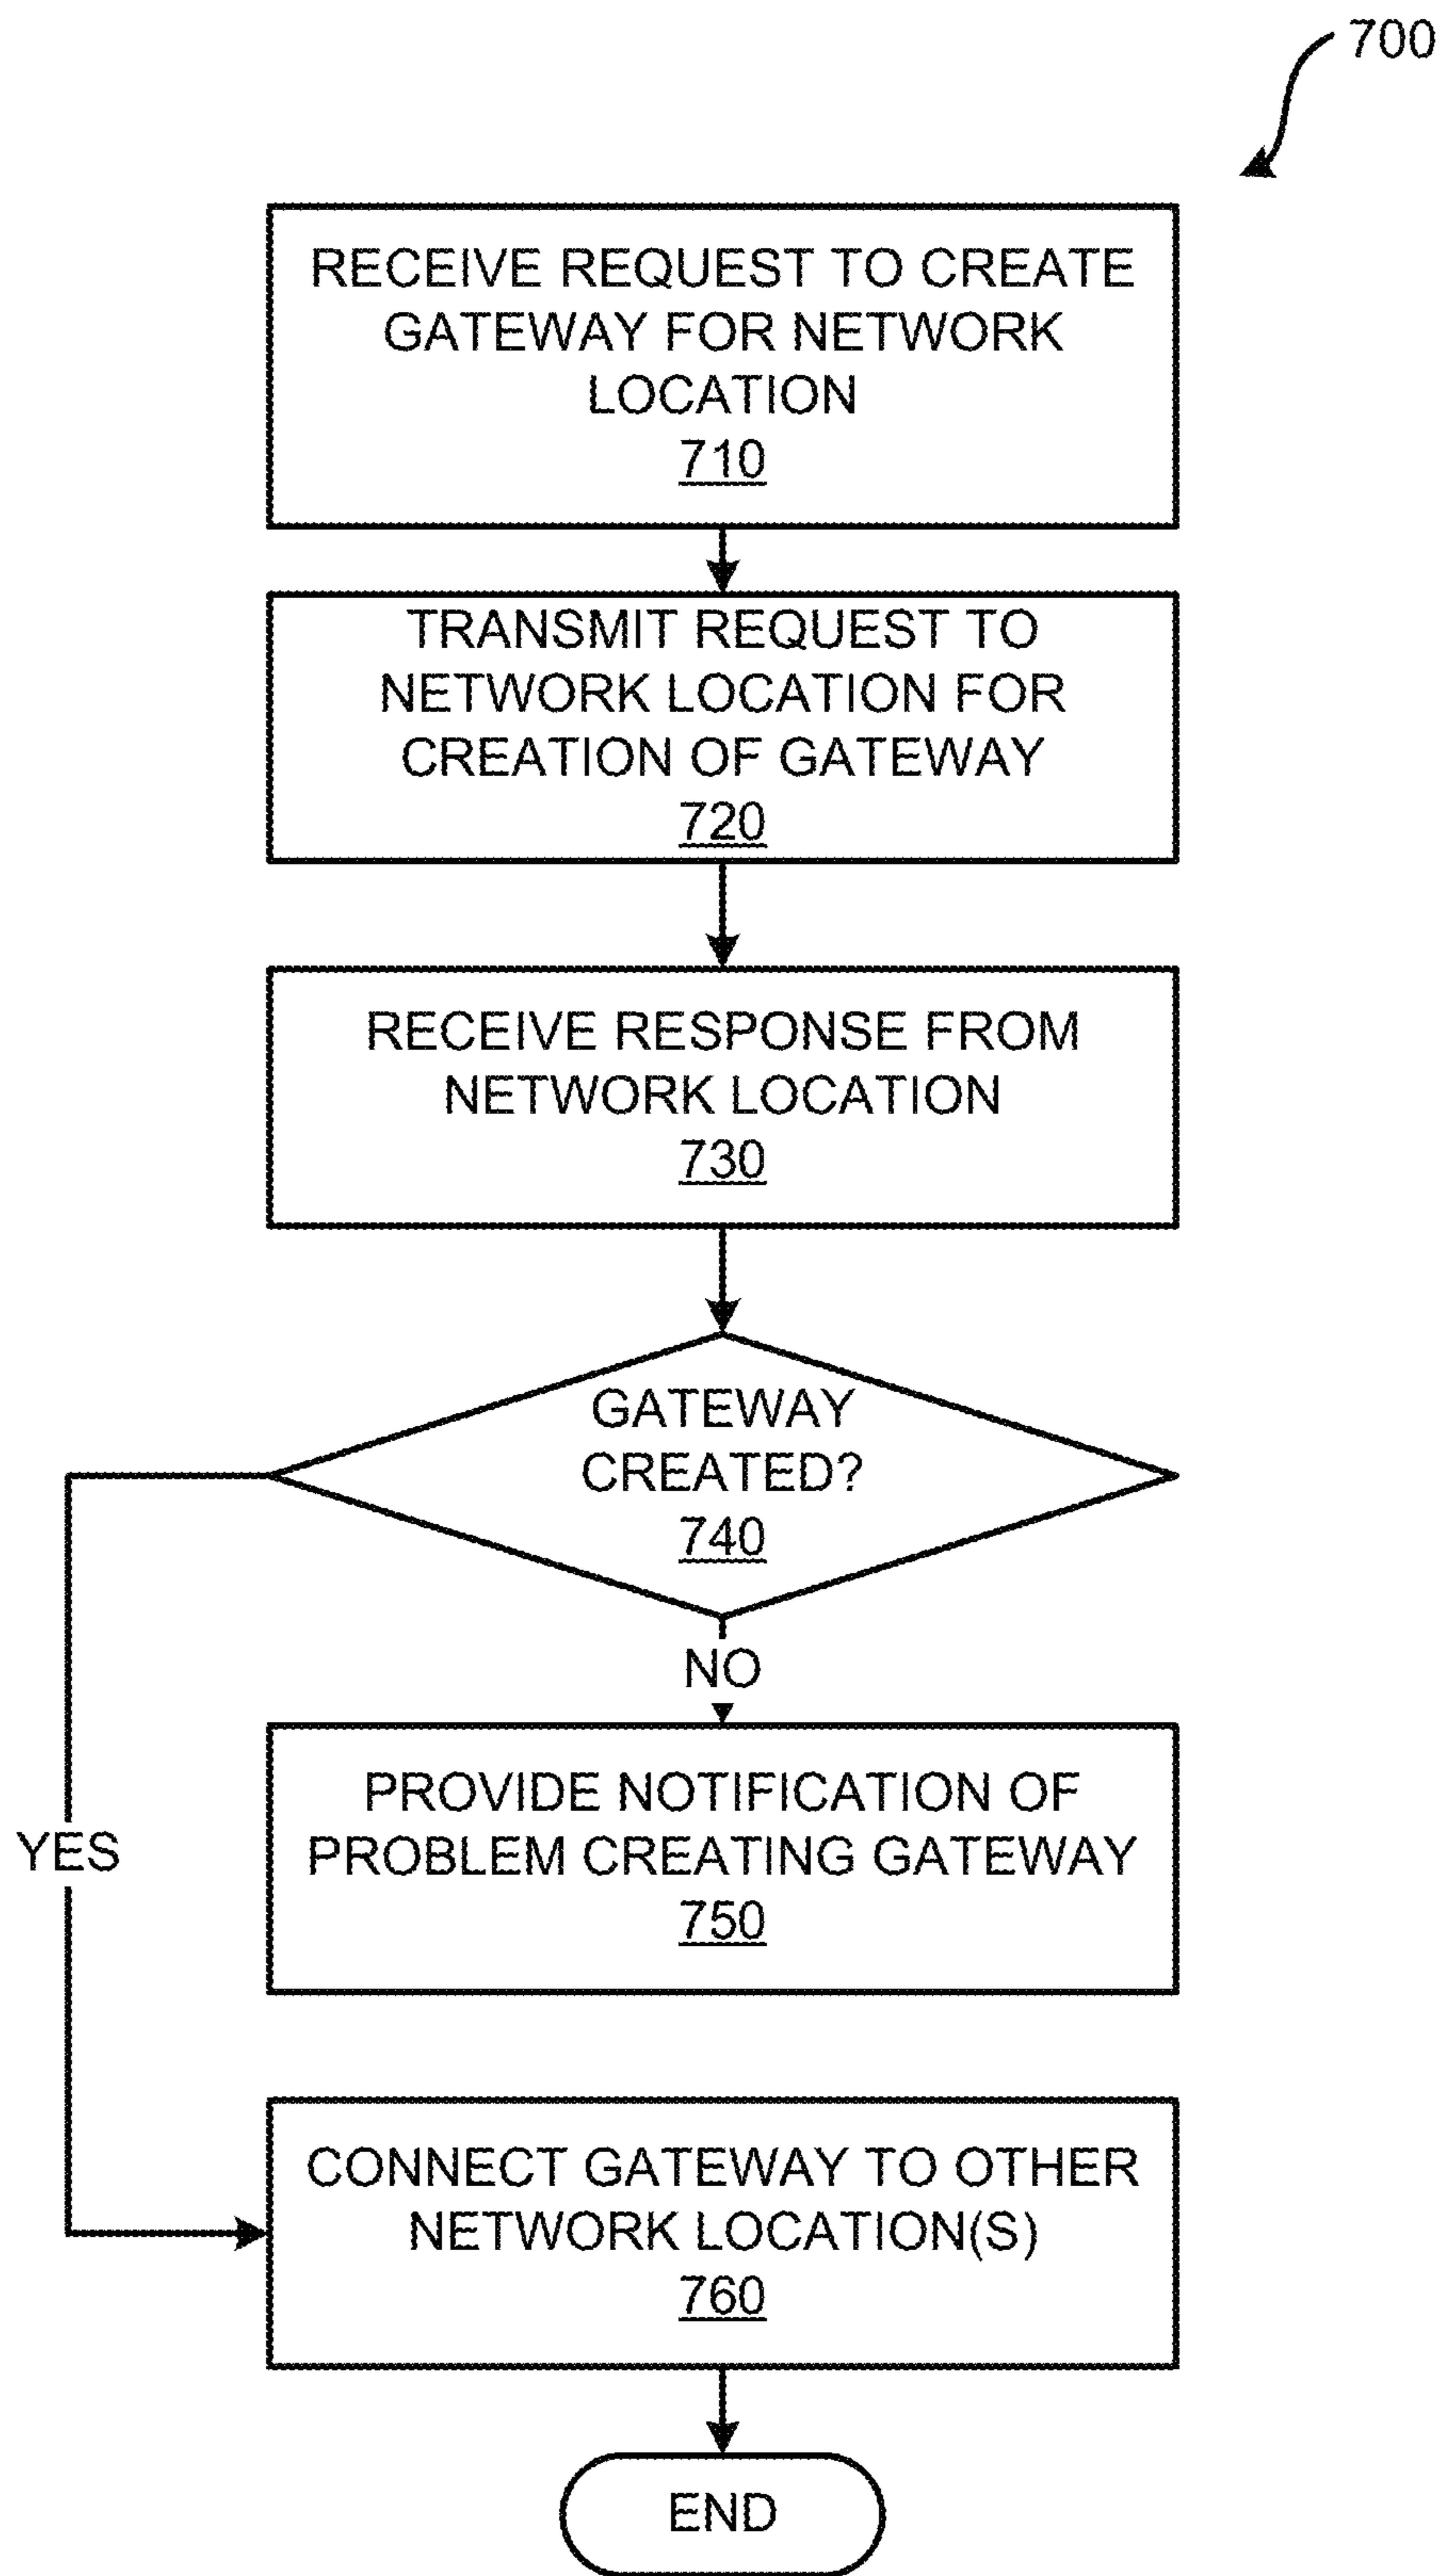 700
RECEIVE REQUEST TO CREATE
GATEWAY FOR NETWORK
LOCATION
710
TRANSMIT REQUEST TO
NETWORK LOCATION FOR
CREATION OF GATEWAY
720
RECEIVE RESPONSE FROM
NETWORK LOCATION
730
GATEWAY
CREATED?
740
NO
PROVIDE NOTIFICATION OF
PROBLEM CREATING GATEWAY
750
YES
CONNECT GATEWAY TO OTHER
NETWORK LOCATION(S)
760
END